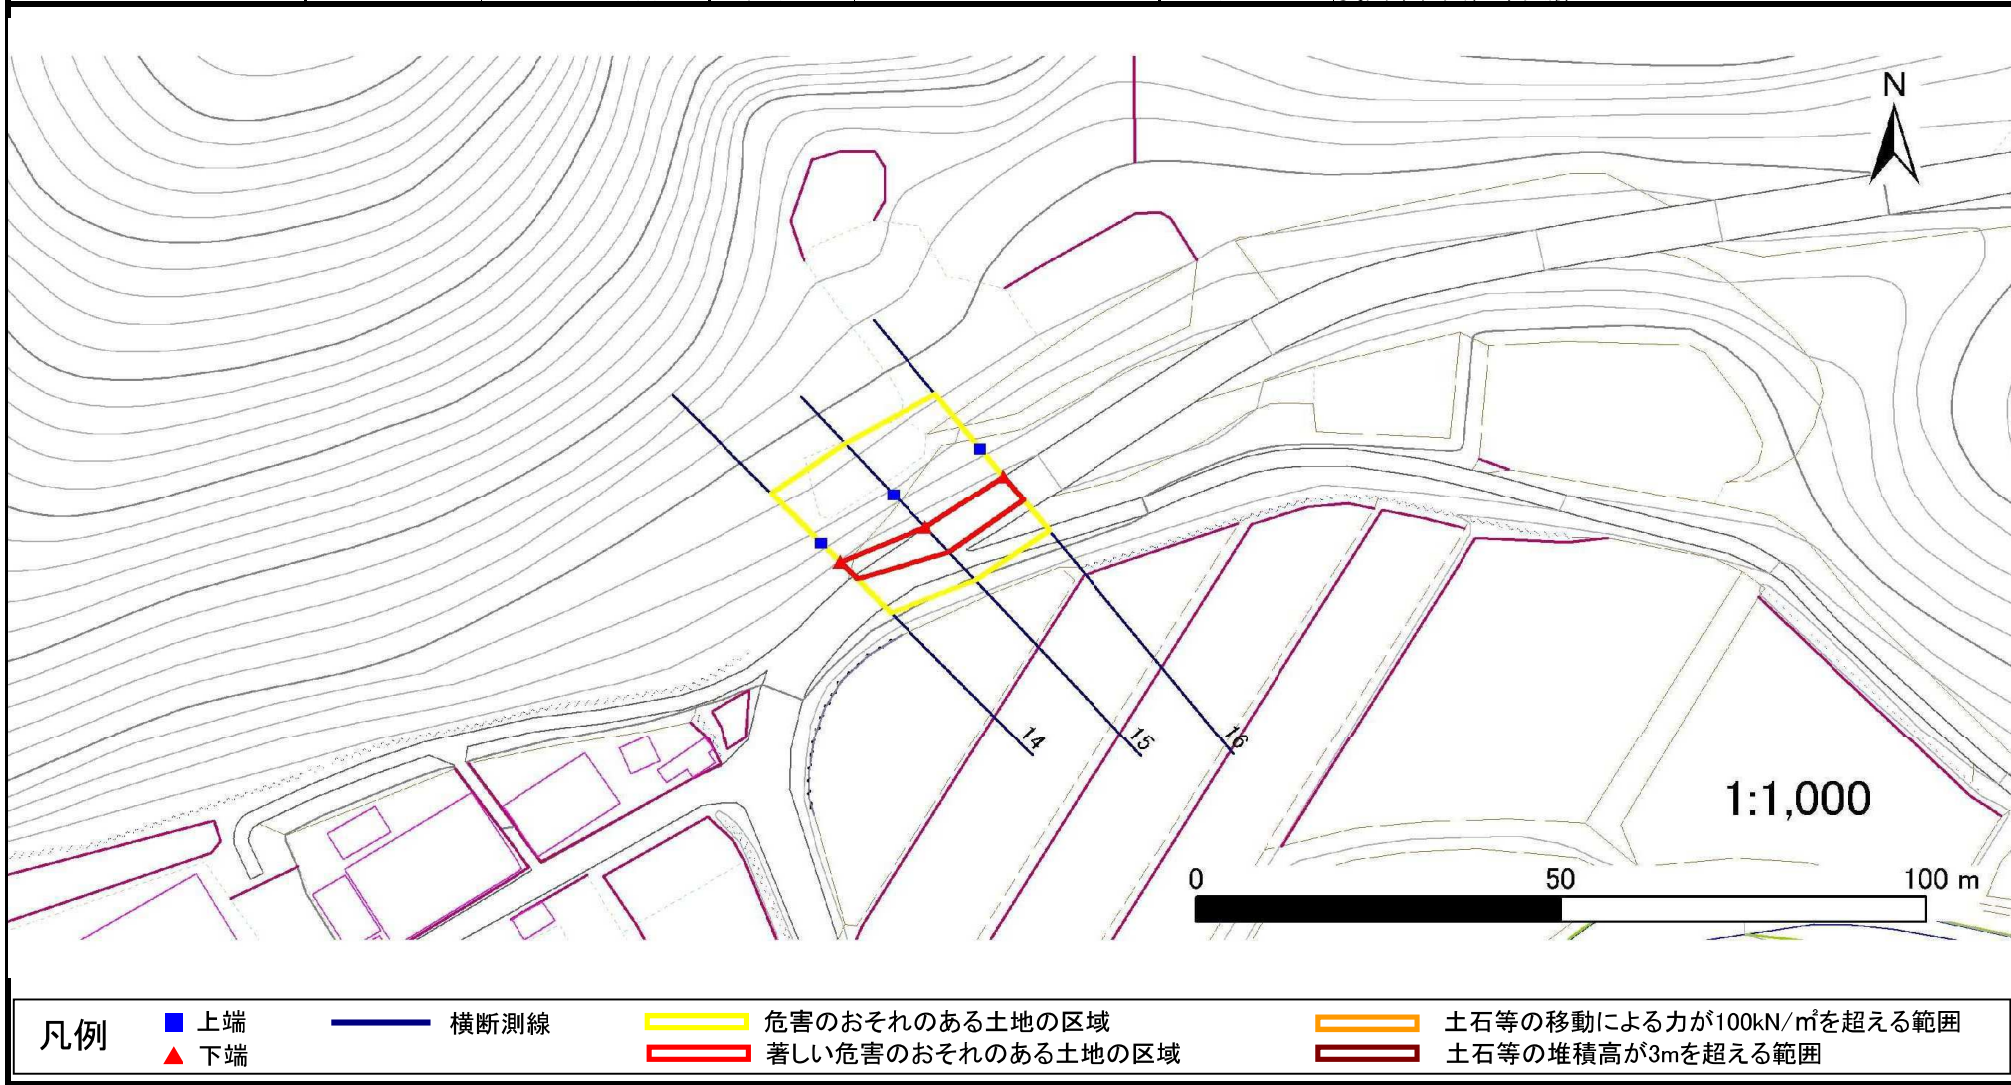 N
14
15
16
1:1,000
0 50 100 m
凡例
上端 横断測線 危害のおそれのある土地の区域 土石等の移動による力が100kN/㎡を超える範囲
下端 著しい危害のおそれのある土地の区域 土石等の堆積高が3mを超える範囲